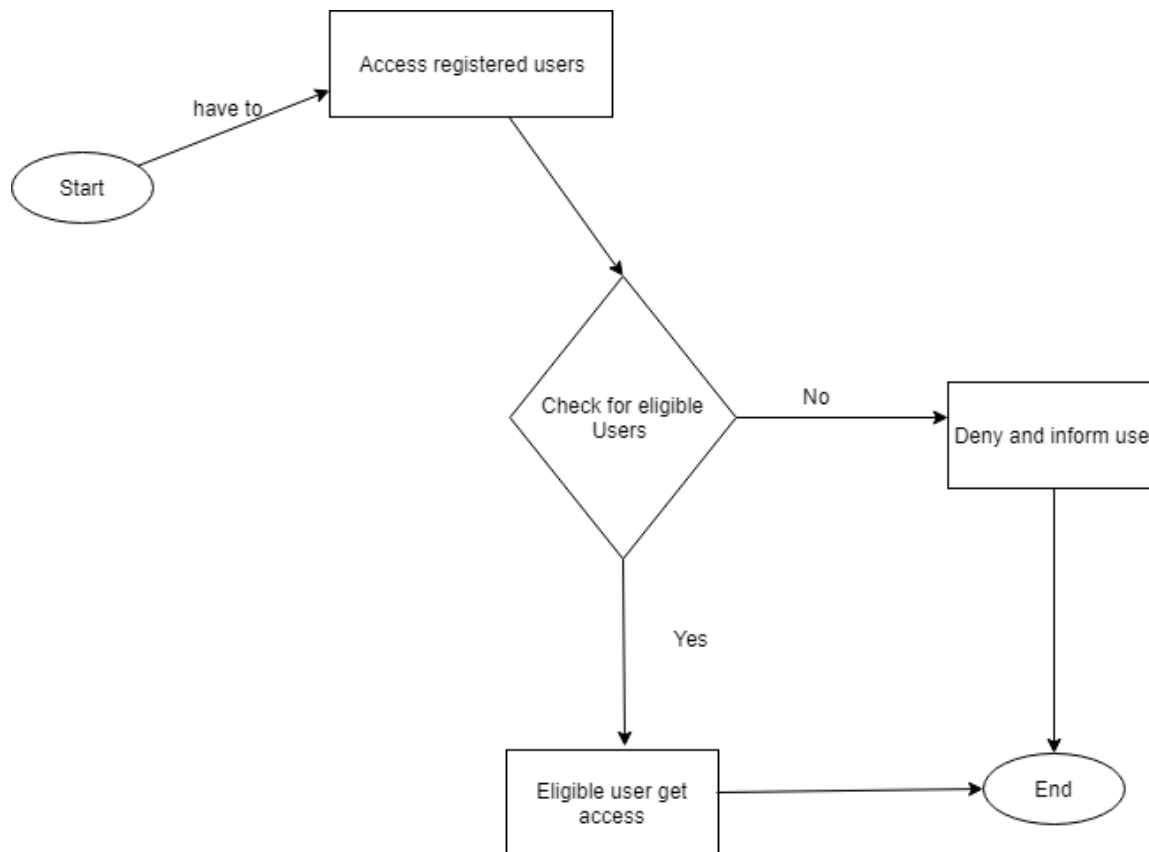 Access registered users
have to
Start
Check for eligible
Users
No
Deny and inform use
Yes
Eligible user get
access
End